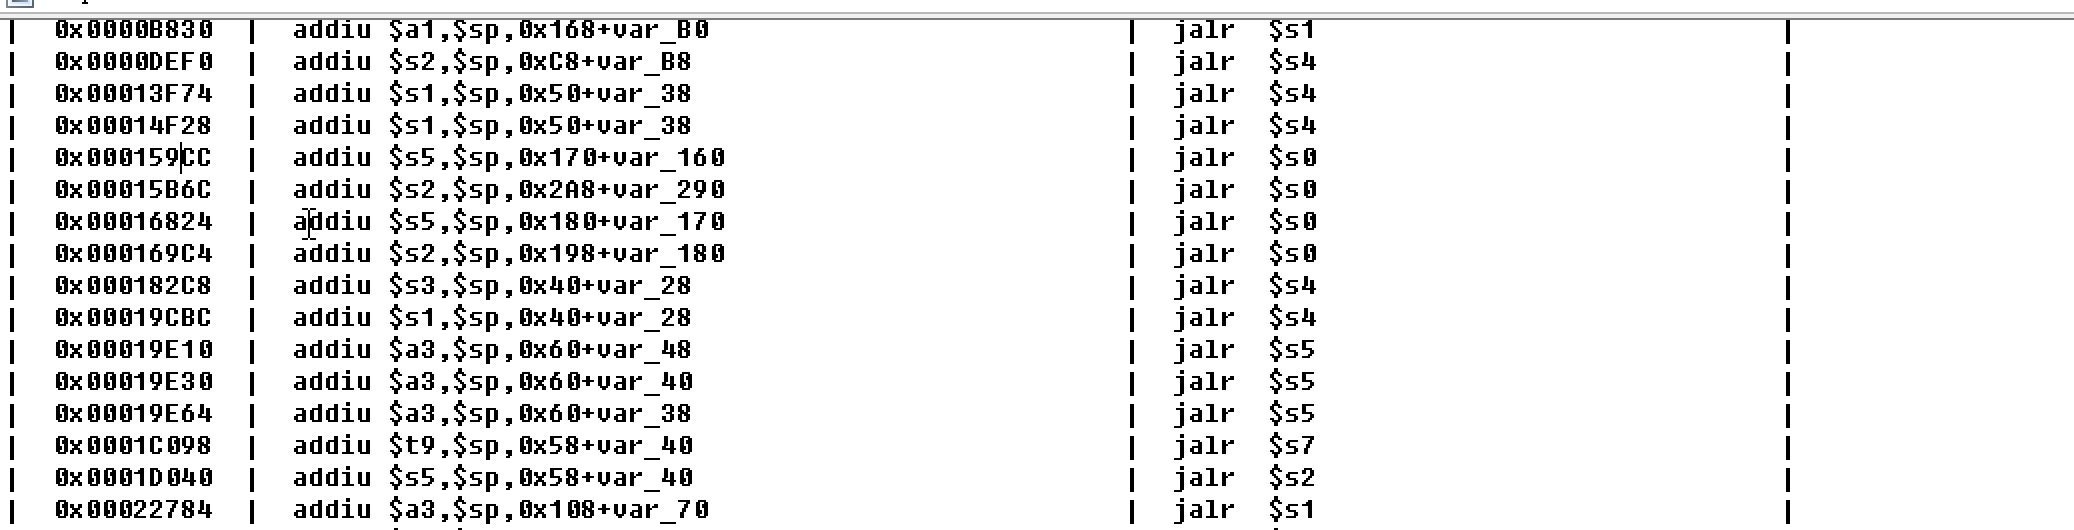 | 0x0000B830 | addiu $a1,$sp,0x168+var_B0 | jalr $s1 |
| 0x0000DEF0 | addiu $s2,$sp,0xC8+var_B8 | jalr $s4 |
| 0x00013F74 | addiu $s1,$sp,0x50+var_38 | jalr $s4 |
| 0x00014F28 | addiu $s1,$sp,0x50+var_38 | jalr $s4 |
| 0x000159CC | addiu $s5,$sp,0x170+var_160 | jalr $s0 |
| 0x00015B6C | addiu $s2,$sp,0x2A8+var_290 | jalr $s0 |
| 0x00016824 | addiu $s5,$sp,0x180+var_170 | jalr $s0 |
| 0x000169C4 | addiu $s2,$sp,0x198+var_180 | jalr $s0 |
| 0x000182C8 | addiu $s3,$sp,0x40+var_28 | jalr $s4 |
| 0x00019CBC | addiu $s1,$sp,0x40+var_28 | jalr $s4 |
| 0x00019E10 | addiu $a3,$sp,0x60+var_48 | jalr $s5 |
| 0x00019E30 | addiu $a3,$sp,0x60+var_40 | jalr $s5 |
| 0x00019E64 | addiu $a3,$sp,0x60+var_38 | jalr $s5 |
| 0x0001C098 | addiu $t9,$sp,0x58+var_40 | jalr $s7 |
| 0x0001D040 | addiu $s5,$sp,0x58+var_40 | jalr $s2 |
| 0x00022784 | addiu $a3,$sp,0x108+var_70 | jalr $s1 |